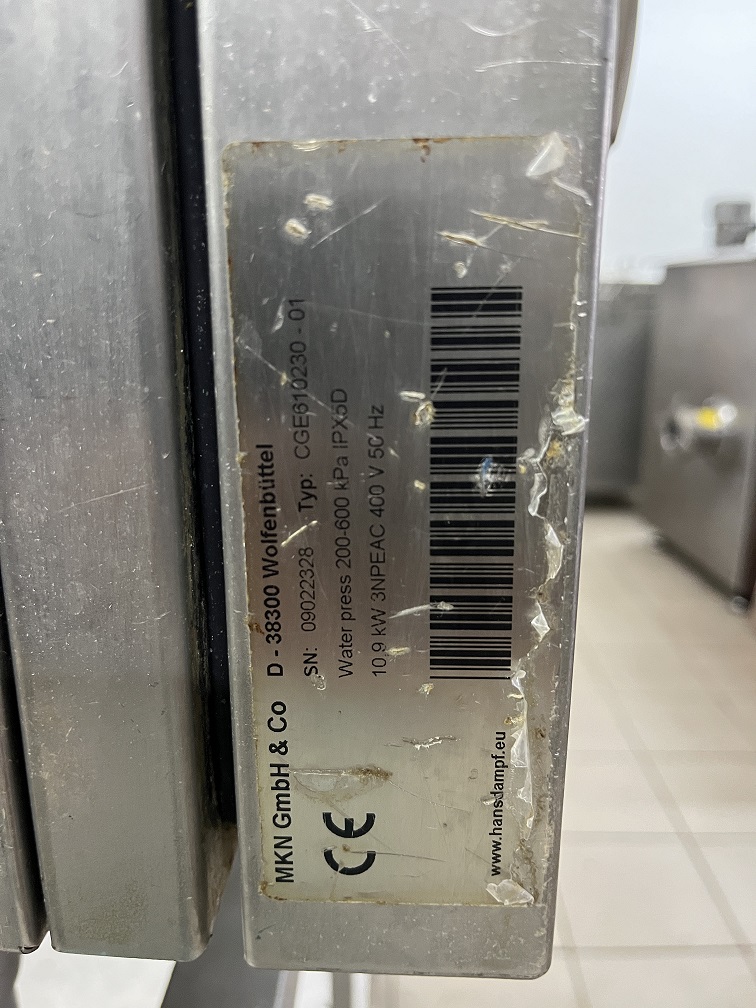 MKN GmbH & Co D - 38300 Wolfenbüttel
SN: 09022328 Typ: CGE610230 - 01
Water press 200-600 kPa IPX5D
10,9 kW 3NPEAC 400 V 50 Hz
CE
www.hansdampf.eu